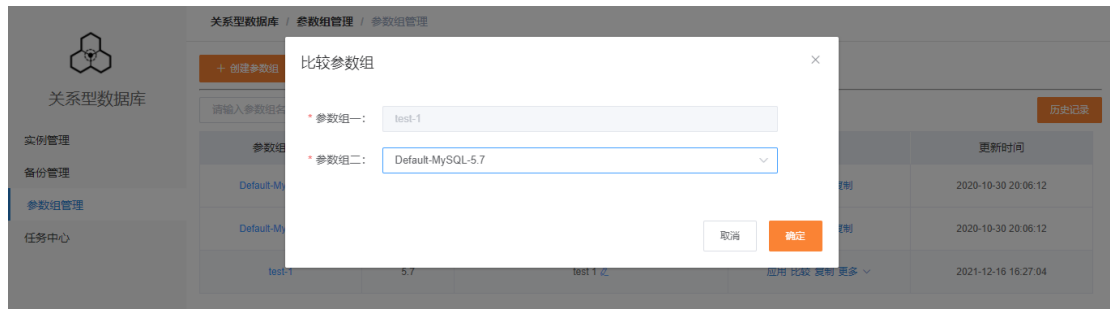 关系型数据库 / 参数组管理 / 参数组管理
关系型数据库
实例管理
备份管理
参数组管理
任务中心
+ 创建参数组
请输入参数组名
历史记录
比较参数组 ×
* 参数组一: test-1
* 参数组二: Default-MySQL-5.7
取消 确定
参数组 更新时间
Default-My 复制 2020-10-30 20:06:12
Default-My 复制 2020-10-30 20:06:12
test-1 5.7 test 1 应用 比较 复制 更多 2021-12-16 16:27:04